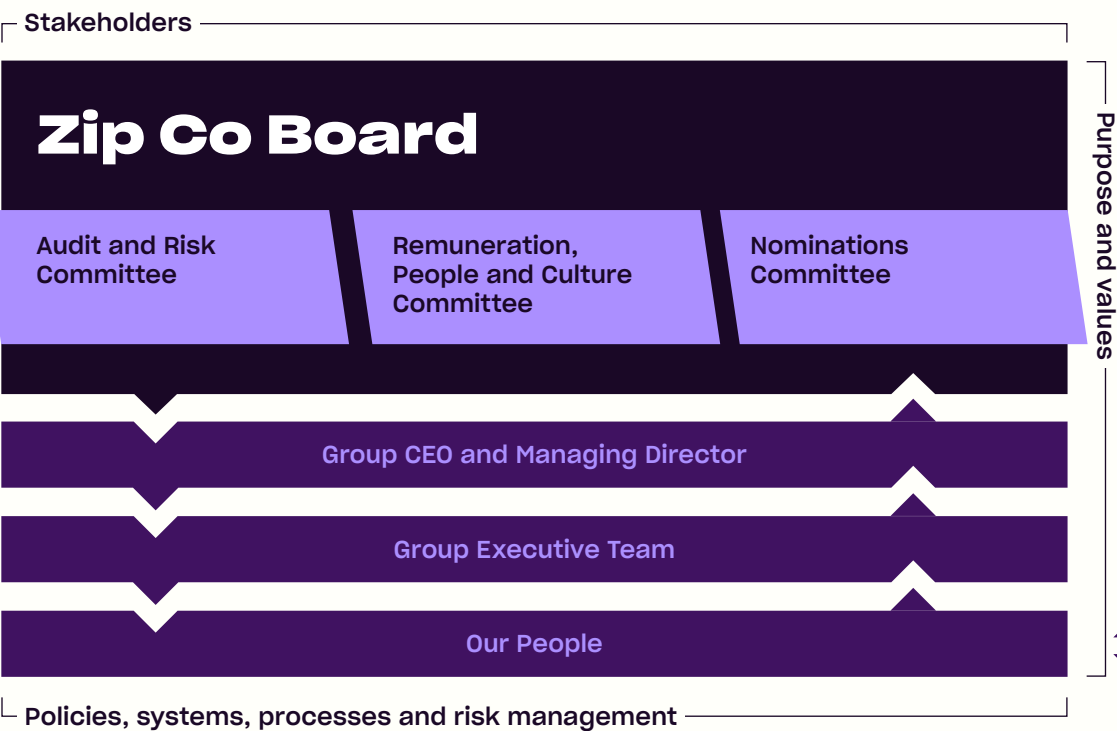 Stakeholders
Zip Co Board
Purpose and values
Audit and Risk
Committee
Remuneration,
People and Culture
Committee
Nominations
Committee
Group CEO and Managing Director
Group Executive Team
Our People
Policies, systems, processes and risk management